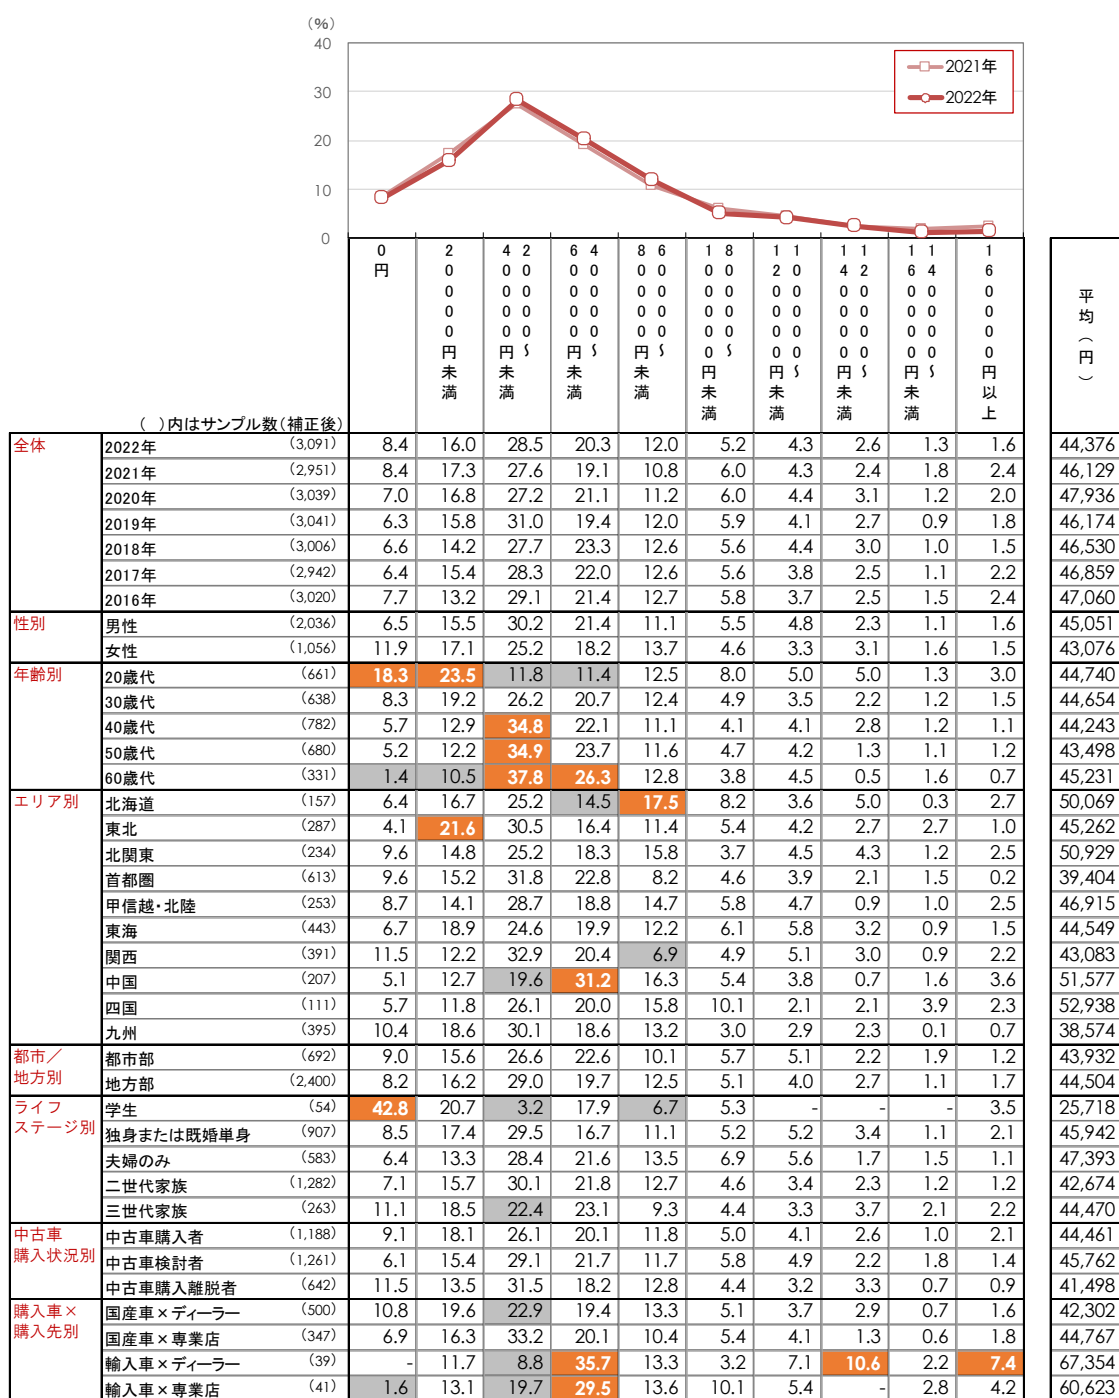 （%）
40
30
20
10
0
2021年
2022年
0円
20000円未満
20000～40000円未満
40000～60000円未満
60000～80000円未満
80000～100000円未満
100000～120000円未満
120000～140000円未満
140000～160000円未満
160000円以上
平均（円）
（ ）内はサンプル数（補正後）
全体 2022年 (3,091) 8.4 16.0 28.5 20.3 12.0 5.2 4.3 2.6 1.3 1.6 44,376
2021年 (2,951) 8.4 17.3 27.6 19.1 10.8 6.0 4.3 2.4 1.8 2.4 46,129
2020年 (3,039) 7.0 16.8 27.2 21.1 11.2 6.0 4.4 3.1 1.2 2.0 47,936
2019年 (3,041) 6.3 15.8 31.0 19.4 12.0 5.9 4.1 2.7 0.9 1.8 46,174
2018年 (3,006) 6.6 14.2 27.7 23.3 12.6 5.6 4.4 3.0 1.0 1.5 46,530
2017年 (2,942) 6.4 15.4 28.3 22.0 12.6 5.6 3.8 2.5 1.1 2.2 46,859
2016年 (3,020) 7.7 13.2 29.1 21.4 12.7 5.8 3.7 2.5 1.5 2.4 47,060
性別 男性 (2,036) 6.5 15.5 30.2 21.4 11.1 5.5 4.8 2.3 1.1 1.6 45,051
女性 (1,056) 11.9 17.1 25.2 18.2 13.7 4.6 3.3 3.1 1.6 1.5 43,076
年齢別 20歳代 (661) 18.3 23.5 11.8 11.4 12.5 8.0 5.0 5.0 1.3 3.0 44,740
30歳代 (638) 8.3 19.2 26.2 20.7 12.4 4.9 3.5 2.2 1.2 1.5 44,654
40歳代 (782) 5.7 12.9 34.8 22.1 11.1 4.1 4.1 2.8 1.2 1.1 44,243
50歳代 (680) 5.2 12.2 34.9 23.7 11.6 4.7 4.2 1.3 1.1 1.2 43,498
60歳代 (331) 1.4 10.5 37.8 26.3 12.8 3.8 4.5 0.5 1.6 0.7 45,231
エリア別 北海道 (157) 6.4 16.7 25.2 14.5 17.5 8.2 3.6 5.0 0.3 2.7 50,069
東北 (287) 4.1 21.6 30.5 16.4 11.4 5.4 4.2 2.7 2.7 1.0 45,262
北関東 (234) 9.6 14.8 25.2 18.3 15.8 3.7 4.5 4.3 1.2 2.5 50,929
首都圏 (613) 9.6 15.2 31.8 22.8 8.2 4.6 3.9 2.1 1.5 0.2 39,404
甲信越・北陸 (253) 8.7 14.1 28.7 18.8 14.7 5.8 4.7 0.9 1.0 2.5 46,915
東海 (443) 6.7 18.9 24.6 19.9 12.2 6.1 5.8 3.2 0.9 1.5 44,549
関西 (391) 11.5 12.2 32.9 20.4 6.9 4.9 5.1 3.0 0.9 2.2 43,083
中国 (207) 5.1 12.7 19.6 31.2 16.3 5.4 3.8 0.7 1.6 3.6 51,577
四国 (111) 5.7 11.8 26.1 20.0 15.8 10.1 2.1 2.1 3.9 2.3 52,938
九州 (395) 10.4 18.6 30.1 18.6 13.2 3.0 2.9 2.3 0.1 0.7 38,574
都市／ 都市部 (692) 9.0 15.6 26.6 22.6 10.1 5.7 5.1 2.2 1.9 1.2 43,932
地方別 地方部 (2,400) 8.2 16.2 29.0 19.7 12.5 5.1 4.0 2.7 1.1 1.7 44,504
ライフ 学生 (54) 42.8 20.7 3.2 17.9 6.7 5.3 - - - 3.5 25,718
ステージ別 独身または既婚単身 (907) 8.5 17.4 29.5 16.7 11.1 5.2 5.2 3.4 1.1 2.1 45,942
夫婦のみ (583) 6.4 13.3 28.4 21.6 13.5 6.9 5.6 1.7 1.5 1.1 47,393
二世代家族 (1,282) 7.1 15.7 30.1 21.8 12.7 4.6 3.4 2.3 1.2 1.2 42,674
三世代家族 (263) 11.1 18.5 22.4 23.1 9.3 4.4 3.3 3.7 2.1 2.2 44,470
中古車 中古車購入者 (1,188) 9.1 18.1 26.1 20.1 11.8 5.0 4.1 2.6 1.0 2.1 44,461
購入状況別 中古車検討者 (1,261) 6.1 15.4 29.1 21.7 11.7 5.8 4.9 2.2 1.8 1.4 45,762
中古車購入離脱者 (642) 11.5 13.5 31.5 18.2 12.8 4.4 3.2 3.3 0.7 0.9 41,498
購入車× 国産車×ディーラー (500) 10.8 19.6 22.9 19.4 13.3 5.1 3.7 2.9 0.7 1.6 42,302
購入先別 国産車×専業店 (347) 6.9 16.3 33.2 20.1 10.4 5.4 4.1 1.3 0.6 1.8 44,767
輸入車×ディーラー (39) - 11.7 8.8 35.7 13.3 3.2 7.1 10.6 2.2 7.4 67,354
輸入車×専業店 (41) 1.6 13.1 19.7 29.5 13.6 10.1 5.4 - 2.8 4.2 60,623